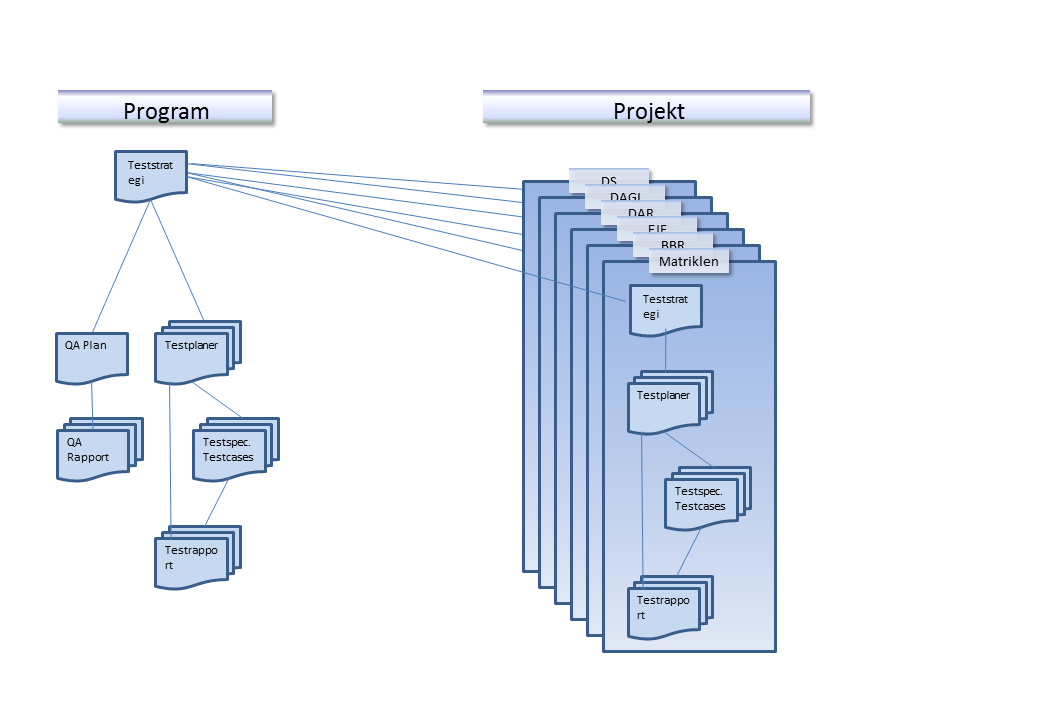 Program
Projekt
Teststrat
egi
QA Plan
Testplaner
QA
Rapport
Testspec.
Testcases
Testrappo
rt
DS
DAGI
DAR
EJF
BBR
Matriklen
Teststrat
egi
Testplaner
Testspec.
Testcases
Testrappo
rt